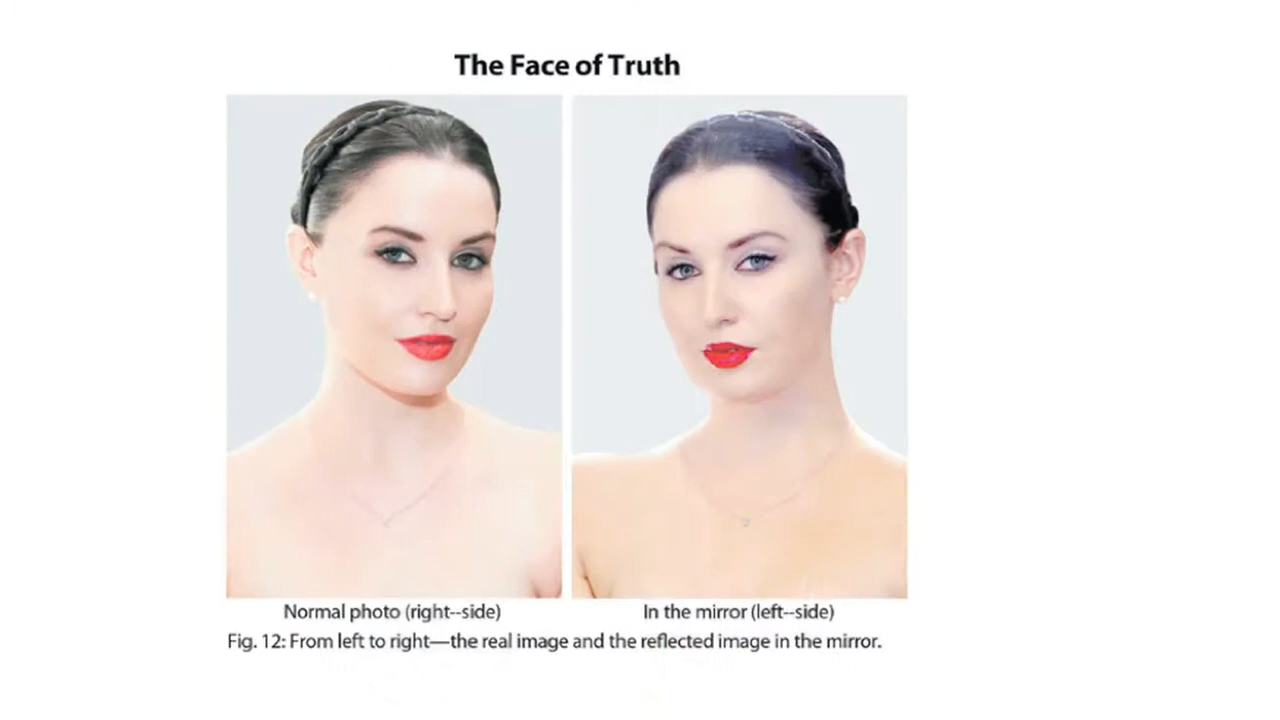 The Face of Truth
Normal photo (right--side)
In the mirror (left--side)
Fig. 12: From left to right—the real image and the reflected image in the mirror.